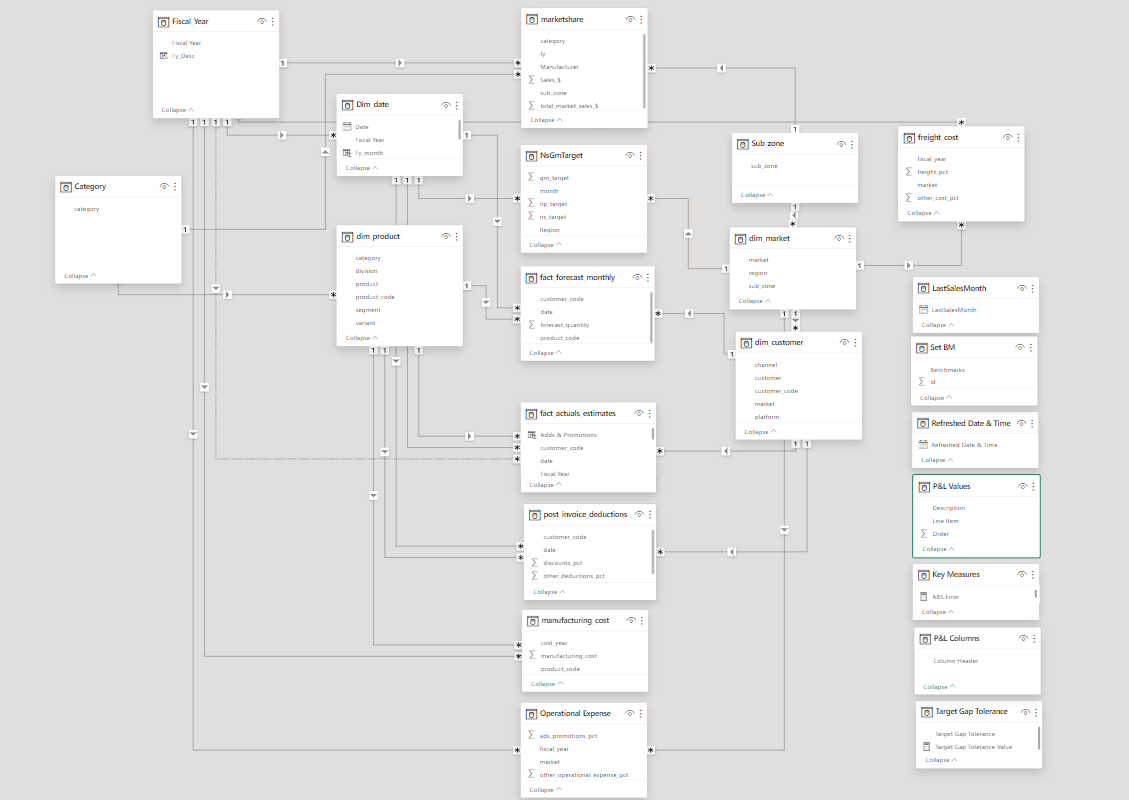 Fiscal_Year
Fiscal Year
Fy_Desc
Collapse
Category
category
Collapse
Dim_date
Date
Fiscal Year
Fy_month
Collapse
dim_product
category
division
product
product_code
segment
variant
Collapse
marketshare
category
fy
Manufacturer
Sales_$
sub_zone
total_market_sales_$
Collapse
NsGmTarget
gm_target
month
np_target
ns_target
Region
Collapse
fact_forecast_monthly
customer_code
date
forecast_quantity
product_code
Collapse
fact_actuals_estimates
Adds & Promotions
customer_code
date
Fiscal Year
Collapse
post_invoice_deductions
customer_code
date
discounts_pct
other_deductions_pct
Collapse
manufacturing_cost
cost_year
manufacturing_cost
product_code
Collapse
Operational Expense
ads_promotions_pct
fiscal_year
market
other_operational_expense_pct
Collapse
Sub_zone
sub_zone
Collapse
dim_market
market
region
sub_zone
Collapse
dim_customer
channel
customer
customer_code
market
platform
Collapse
freight_cost
fiscal_year
freight_pct
market
other_cost_pct
Collapse
LastSalesMonth
LastSalesMonth
Collapse
Set BM
Benchmarks
Id
Collapse
Refreshed Date & Time
Refreshed Date & Time
Collapse
P&L Values
Description
Line Item
Order
Collapse
Key Measures
ABS Error
Collapse
P&L Columns
Column Header
Collapse
Target Gap Tolerance
Target Gap Tolerance
Target Gap Tolerance Value
Collapse